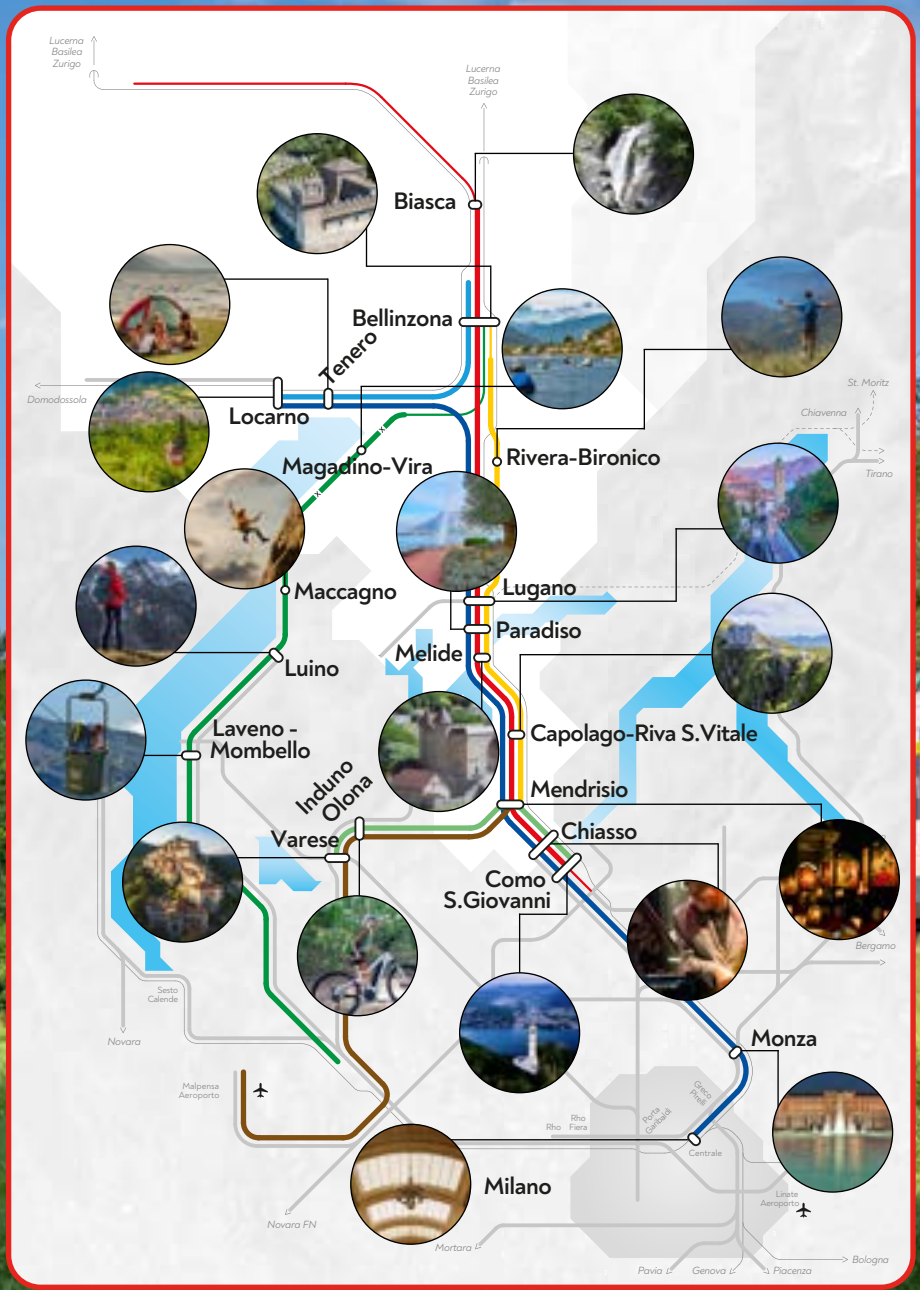 Lucerna
Basilea
Zurigo
Lucerna
Basilea
Zurigo
Biasca
Bellinzona
Tenero
Domodossola
Locarno
St. Moritz
Chiavenna
Tirano
Magadino-Vira
Rivera-Bironico
Maccagno
Lugano
Paradiso
Melide
Luino
Laveno -
Mombello
Capolago-Riva S.Vitale
Induno
Olona
Mendrisio
Varese
Chiasso
Como
S.Giovanni
Bergamo
Sesto
Calende
Novara
Monza
Malpensa
Aeroporto
Greco
Pirelli
Porta
Garibaldi
Rho
Rho
Fiera
Centrale
Milano
Linate
Aeroporto
Novara FN
Mortara
Bologna
Pavia
Genova
Piacenza